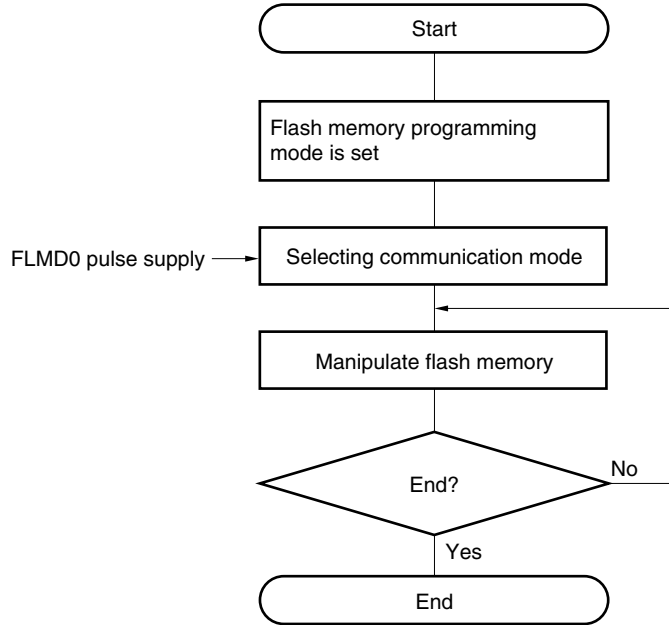 Start
Flash memory programming
mode is set
FLMD0 pulse supply
Selecting communication mode
Manipulate flash memory
End?
No
Yes
End